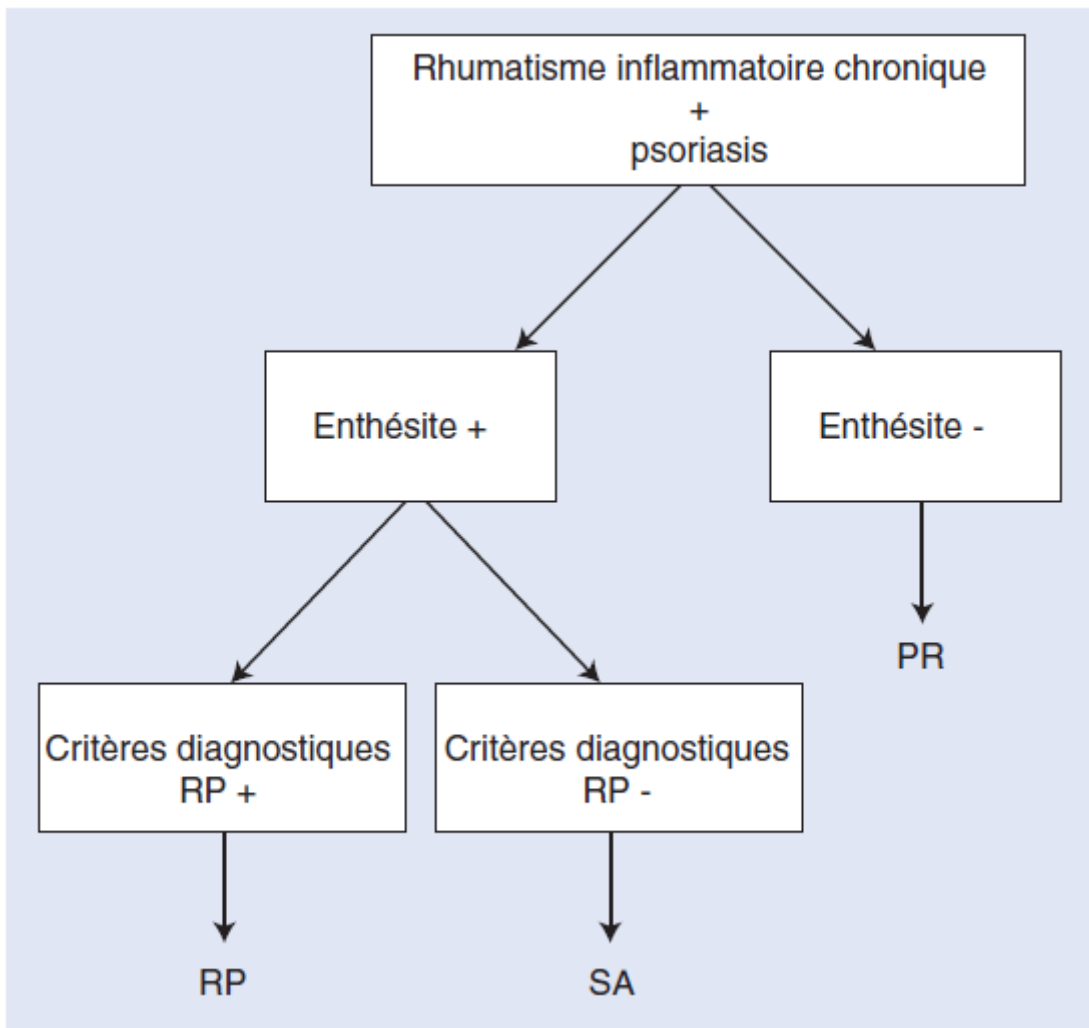 Rhumatisme inflammatoire chronique
+
psoriasis
Enthésite +
Enthésite -
PR
Critères diagnostiques
RP +
Critères diagnostiques
RP -
RP
SA